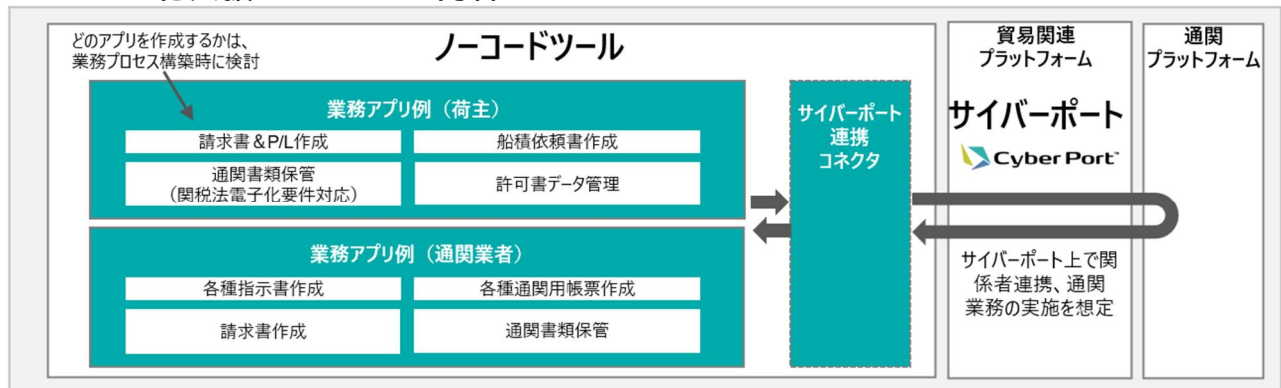 どのアプリを作成するかは、
業務プロセス構築時に検討
ノーコードツール
業務アプリ例（荷主）
請求書＆P/L作成
船積依頼書作成
通関書類保管
（関税法電子化要件対応）
許可書データ管理
業務アプリ例（通関業者）
各種指示書作成
各種通関用帳票作成
請求書作成
通関書類保管
サイバーポート
連携
コネクタ
貿易関連
プラットフォーム
サイバーポート
Cyber Port™
サイバーポート上で関
係者連携、通関
業務の実施を想定
通関
プラットフォーム